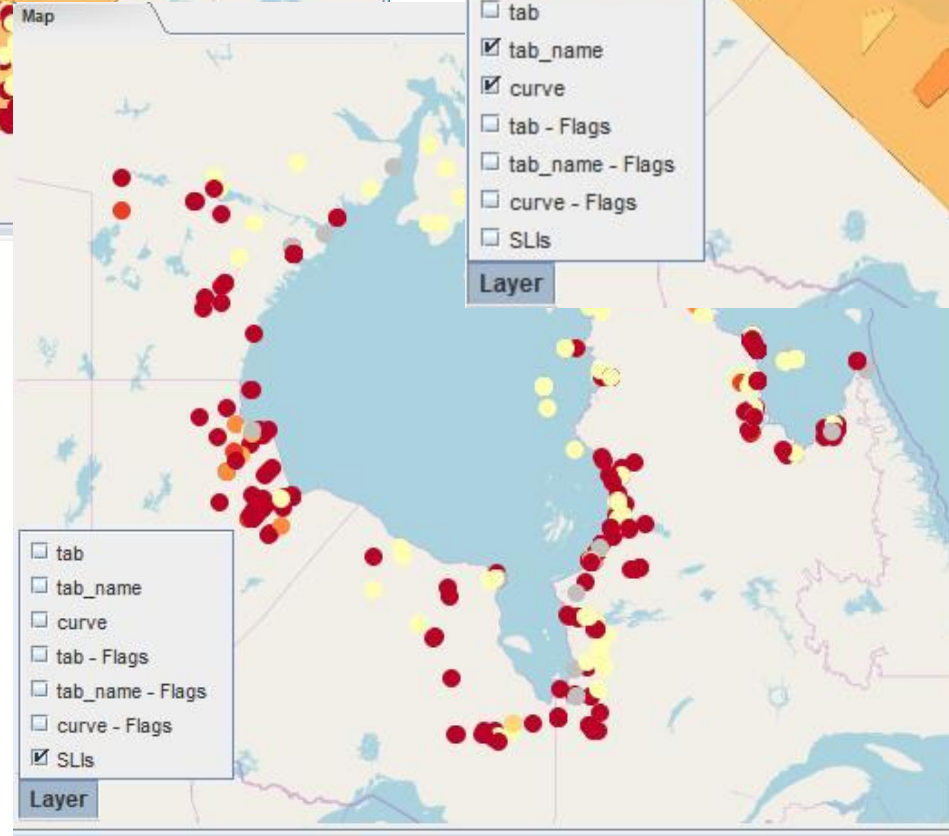 Map
tab
tab_name
curve
tab - Flags
tab_name - Flags
curve - Flags
SLIs
Layer
tab
tab_name
curve
tab - Flags
tab_name - Flags
curve - Flags
SLIs
Layer